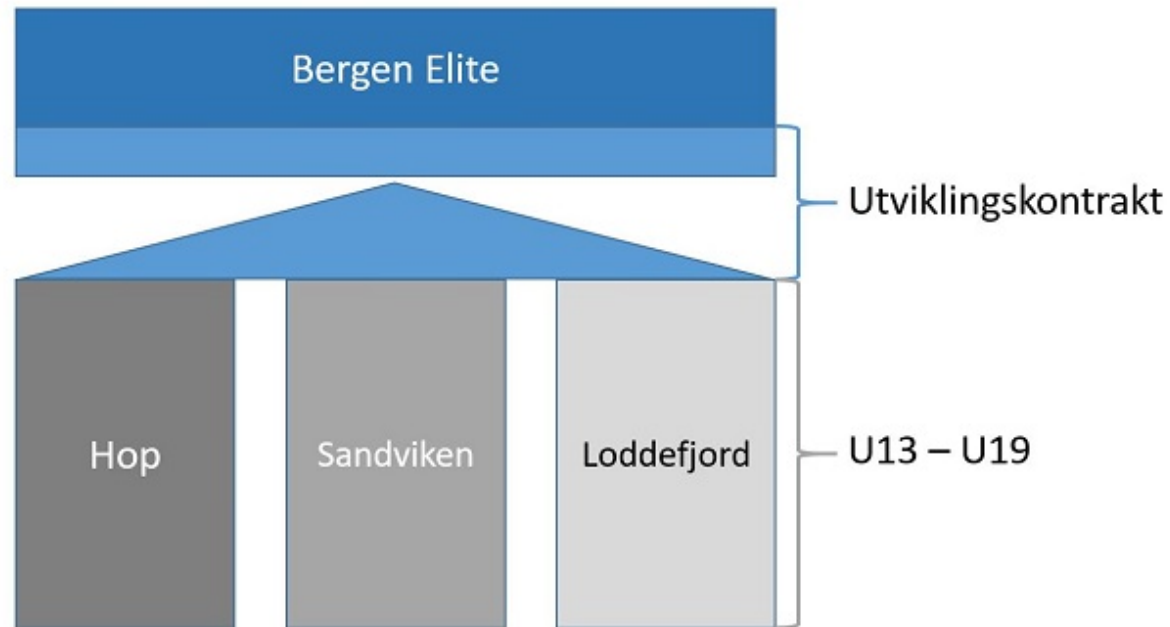 Bergen Elite
Utviklingskontrakt
Hop
Sandviken
Loddefjord
U13 – U19